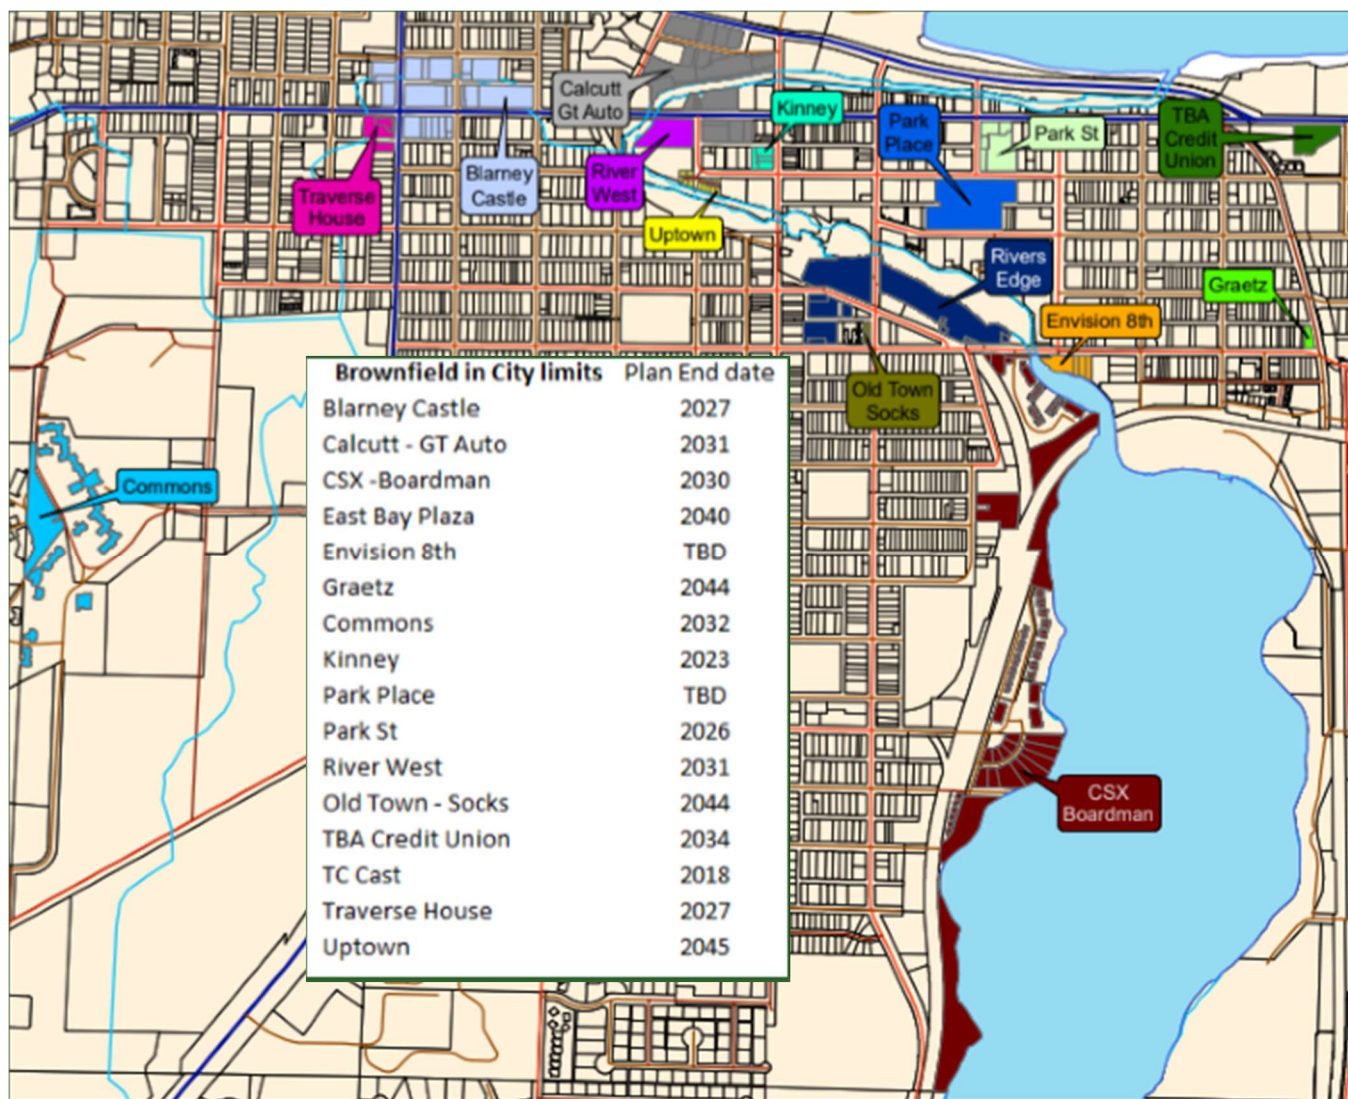 Calcutt
Gt Auto
Kinney
Park
Place
Park St
TBA
Credit
Union
Blarney
Castle
River
West
Traverse
House
Uptown
Rivers
Edge
Graetz
Envision 8th
Old Town
Socks
Commons
CSX
Boardman
Brownfield in City limits Plan End date
Blarney Castle 2027
Calcutt - GT Auto 2031
CSX -Boardman 2030
East Bay Plaza 2040
Envision 8th TBD
Graetz 2044
Commons 2032
Kinney 2023
Park Place TBD
Park St 2026
River West 2031
Old Town - Socks 2044
TBA Credit Union 2034
TC Cast 2018
Traverse House 2027
Uptown 2045